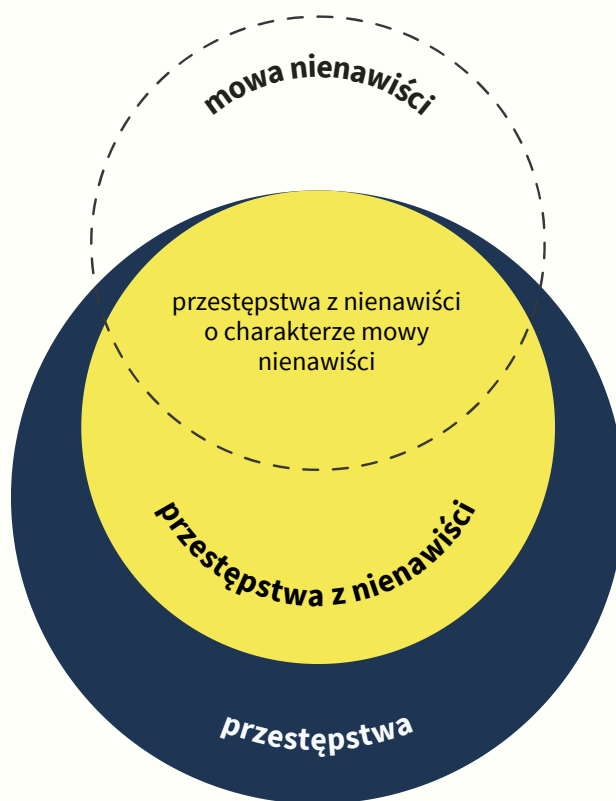 mowa nienawiści
przestępstwa z nienawiści
o charakterze mowy
nienawiści
przestępstwa z nienawiści
przestępstwa